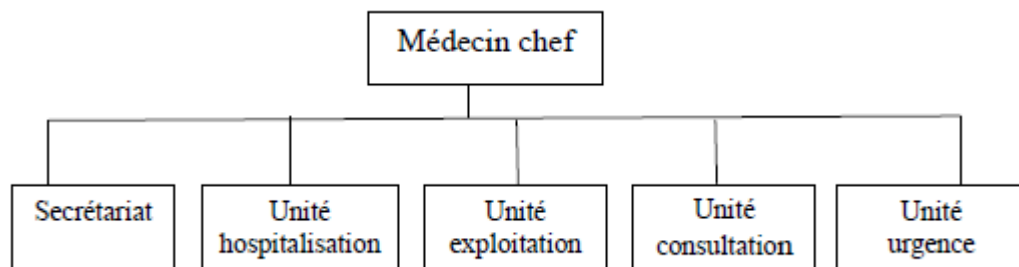 Médecin chef
Secrétariat
Unité
hospitalisation
Unité
exploitation
Unité
consultation
Unité
urgence